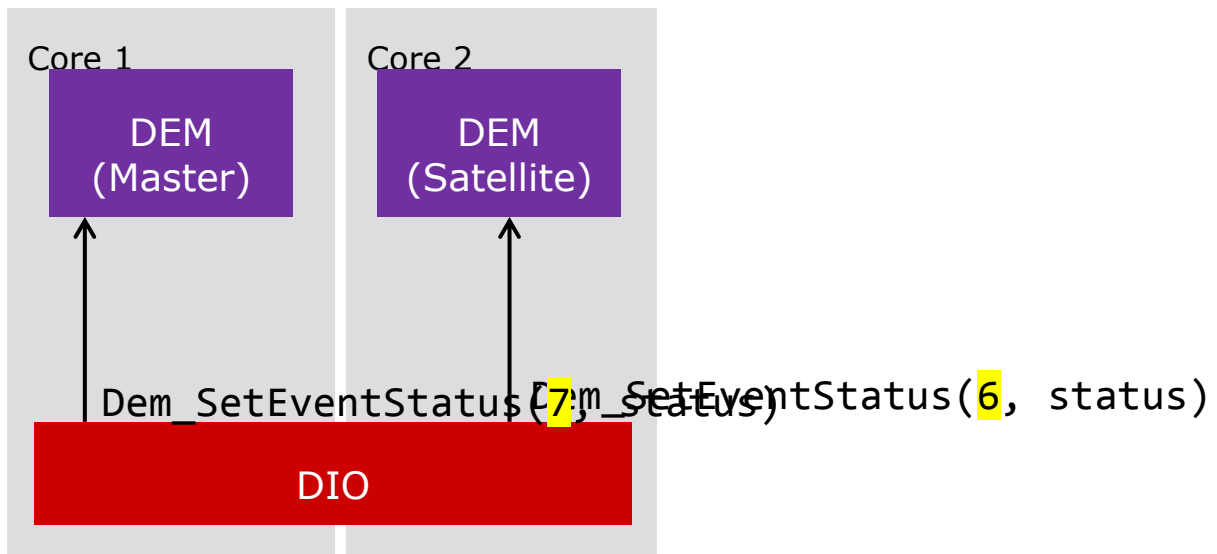 Core 1
Core 2
DEM
(Master)
DEM
(Satellite)
Dem_SetEventStatus(7, status)
Dem_SetEventStatus(6, status)
DIO